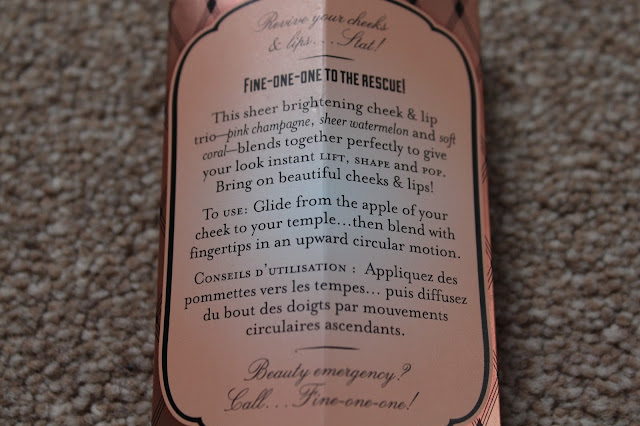 Revive your cheeks
& lips... Stat!
FINE-ONE-ONE TO THE RESCUE!
This sheer brightening cheek & lip
trio—pink champagne, sheer watermelon and soft
coral—blends together perfectly to give
your look instant LIFT, SHAPE and POP.
Bring on beautiful cheeks & lips!
TO USE: Glide from the apple of your
cheek to your temple...then blend with
fingertips in an upward circular motion.
CONSEILS D'UTILISATION : Appliquez des
pommettes vers les tempes... puis diffusez
du bout des doigts par mouvements
circulaires ascendants.
Beauty emergency?
Call... Fine-one-one!